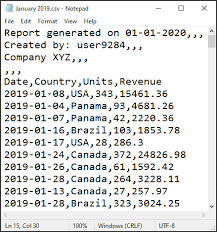 January 2019.csv - Notepad
File Edit Format View Help
Report generated on 01-01-2020,,,
Created by: user9284,,,
Company XYZ,,,
,,,
Date,Country,Units,Revenue
2019-01-08,USA,343,15461.36
2019-01-04,Panama,93,4681.26
2019-01-07,Panama,42,2220.36
2019-01-16,Brazil,103,1853.78
2019-01-17,USA,28,286.3
2019-01-24,Canada,372,24826.98
2019-01-26,Canada,61,1592.42
2019-01-28,Canada,264,3228.11
2019-01-13,Canada,27,257.97
2019-01-28,Brazil,323,3024.25
Ln 15, Col 30 100% Windows (CRLF) UTF-8